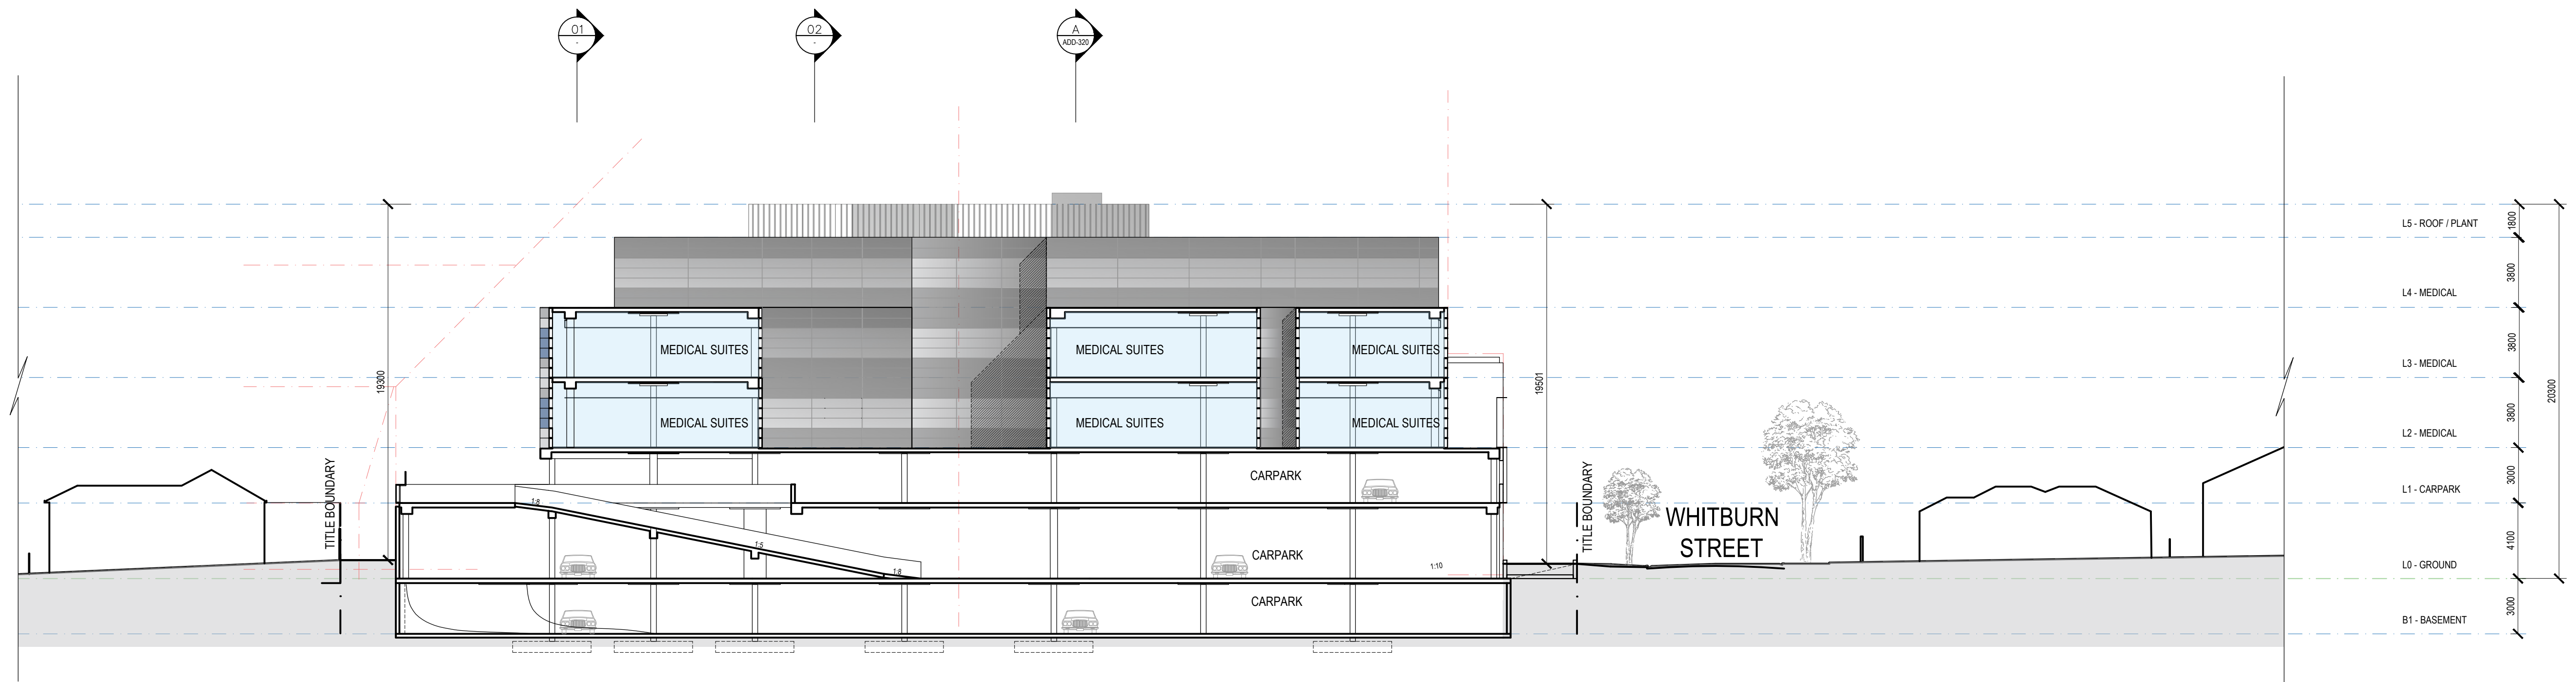 01
-
02
-
A
ADD-320
L5 - ROOF / PLANT
1800
3800
L4 - MEDICAL
3800
L3 - MEDICAL
3800
L2 - MEDICAL
3000
L1 - CARPARK
4100
L0 - GROUND
3000
B1 - BASEMENT
20300
19300
19501
MEDICAL SUITES
MEDICAL SUITES
MEDICAL SUITES
MEDICAL SUITES
MEDICAL SUITES
MEDICAL SUITES
CARPARK
CARPARK
CARPARK
1:8
1:5
1:8
1:10
TITLE BOUNDARY
TITLE BOUNDARY
WHITBURN
STREET